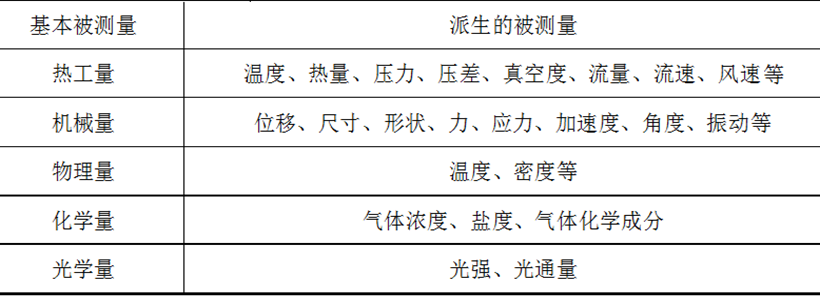 基本被测量 派生的被测量
热工量 温度、热量、压力、压差、真空度、流量、流速、风速等
机械量 位移、尺寸、形状、力、应力、加速度、角度、振动等
物理量 温度、密度等
化学量 气体浓度、盐度、气体化学成分
光学量 光强、光通量